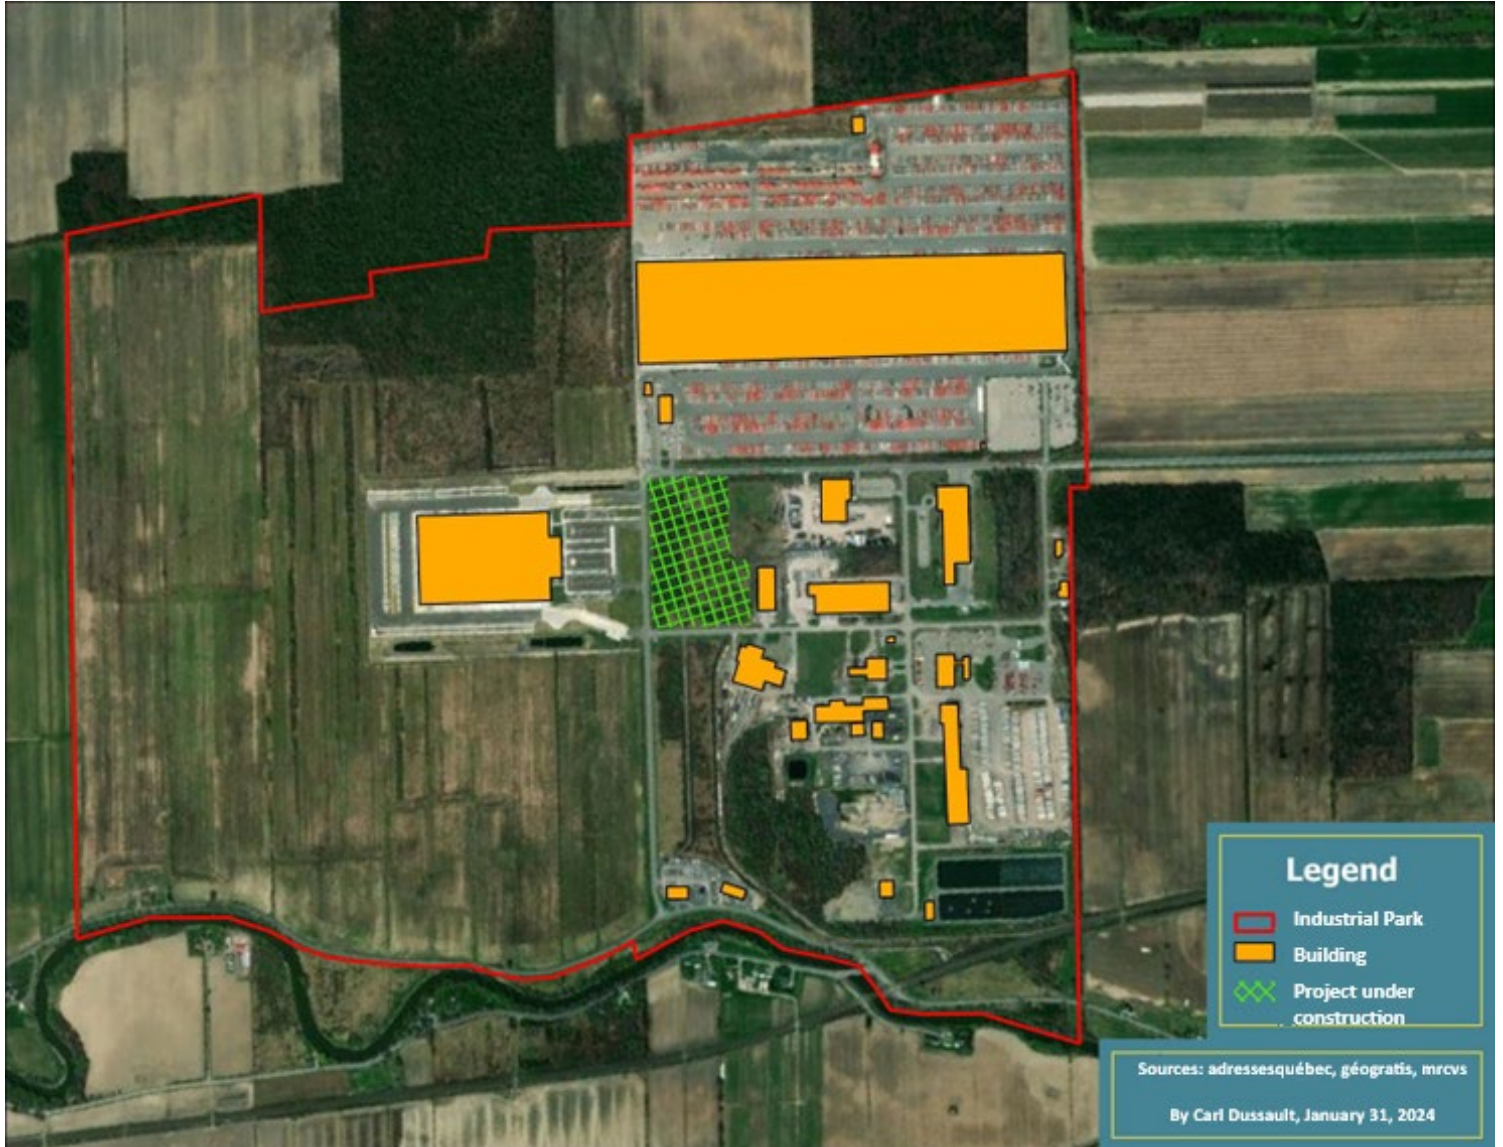 Legend
Industrial Park
Building
Project under
construction
Sources: adressesquébec, géogratis, mrcvs
By Carl Dussault, January 31, 2024